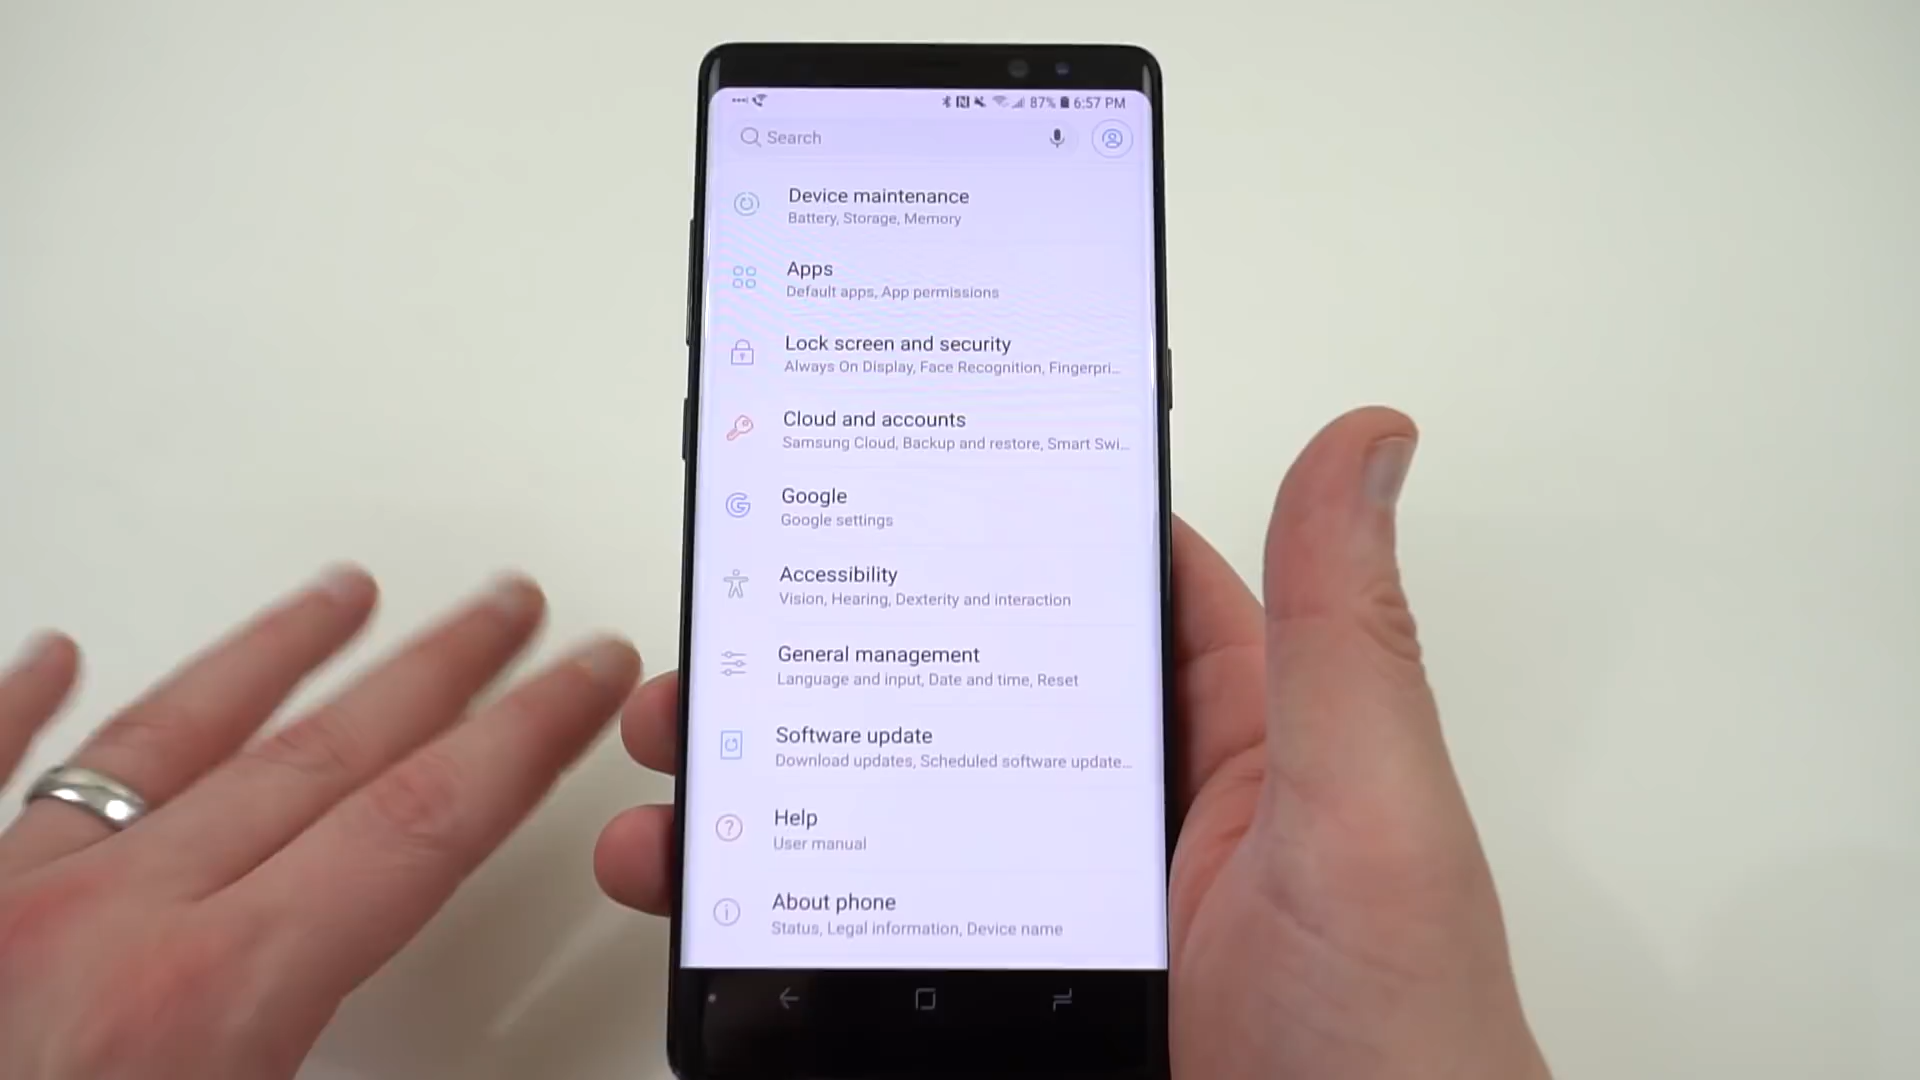 87% 6:57 PM
Search
Device maintenance
Battery, Storage, Memory
Apps
Default apps, App permissions
Lock screen and security
Always On Display, Face Recognition, Fingerpri...
Cloud and accounts
Samsung Cloud, Backup and restore, Smart Swi...
Google
Google settings
Accessibility
Vision, Hearing, Dexterity and interaction
General management
Language and input, Date and time, Reset
Software update
Download updates, Scheduled software update...
Help
User manual
About phone
Status, Legal information, Device name